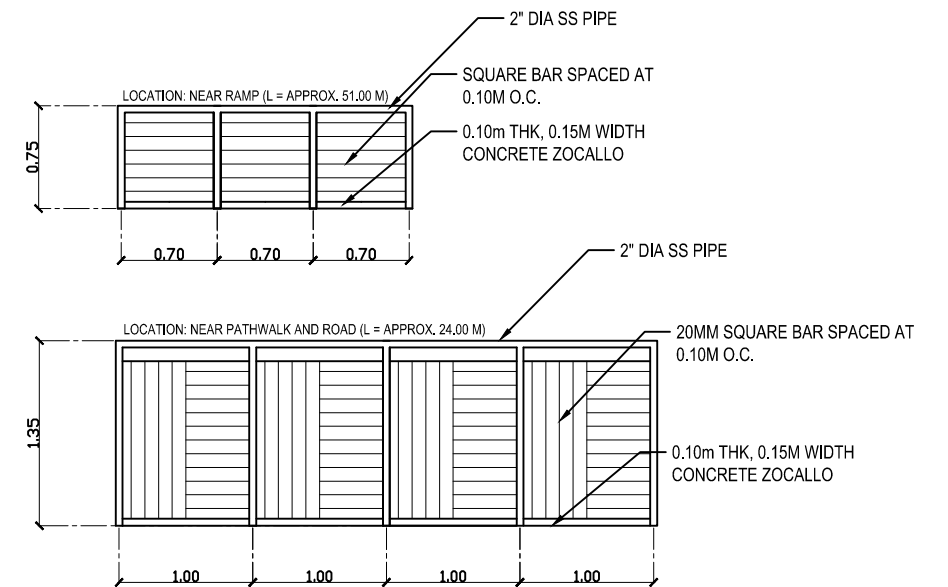 2" DIA SS PIPE
SQUARE BAR SPACED AT
0.10M O.C.
LOCATION: NEAR RAMP (L = APPROX. 51.00 M)
0.10m THK, 0.15M WIDTH
CONCRETE ZOCALLO
0.75
0.70 0.70 0.70
2" DIA SS PIPE
LOCATION: NEAR PATHWALK AND ROAD (L = APPROX. 24.00 M)
20MM SQUARE BAR SPACED AT
0.10M O.C.
1.35
0.10m THK, 0.15M WIDTH
CONCRETE ZOCALLO
1.00 1.00 1.00 1.00